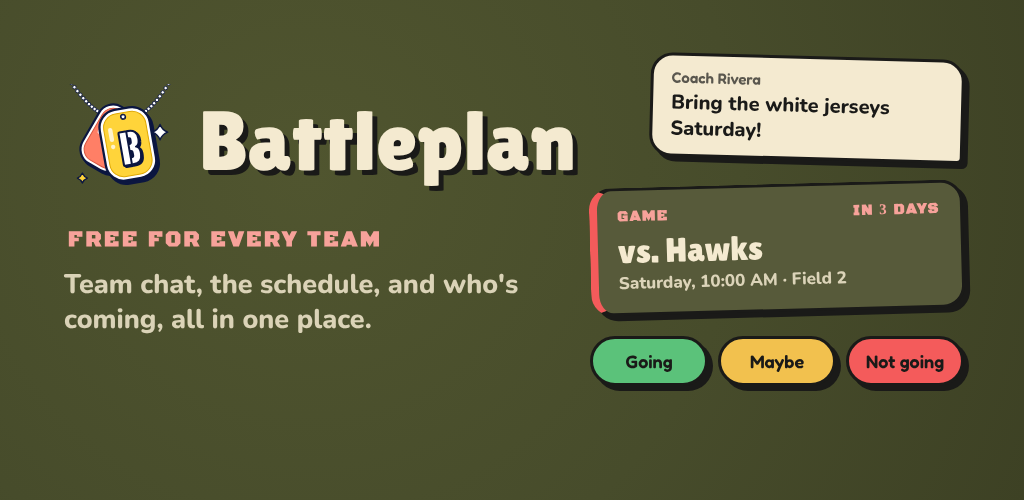 B
Battleplan
FREE FOR EVERY TEAM
Team chat, the schedule, and who's
coming, all in one place.
Coach Rivera
Bring the white jerseys
Saturday!
GAME
IN 3 DAYS
vs. Hawks
Saturday, 10:00 AM · Field 2
Going
Maybe
Not going